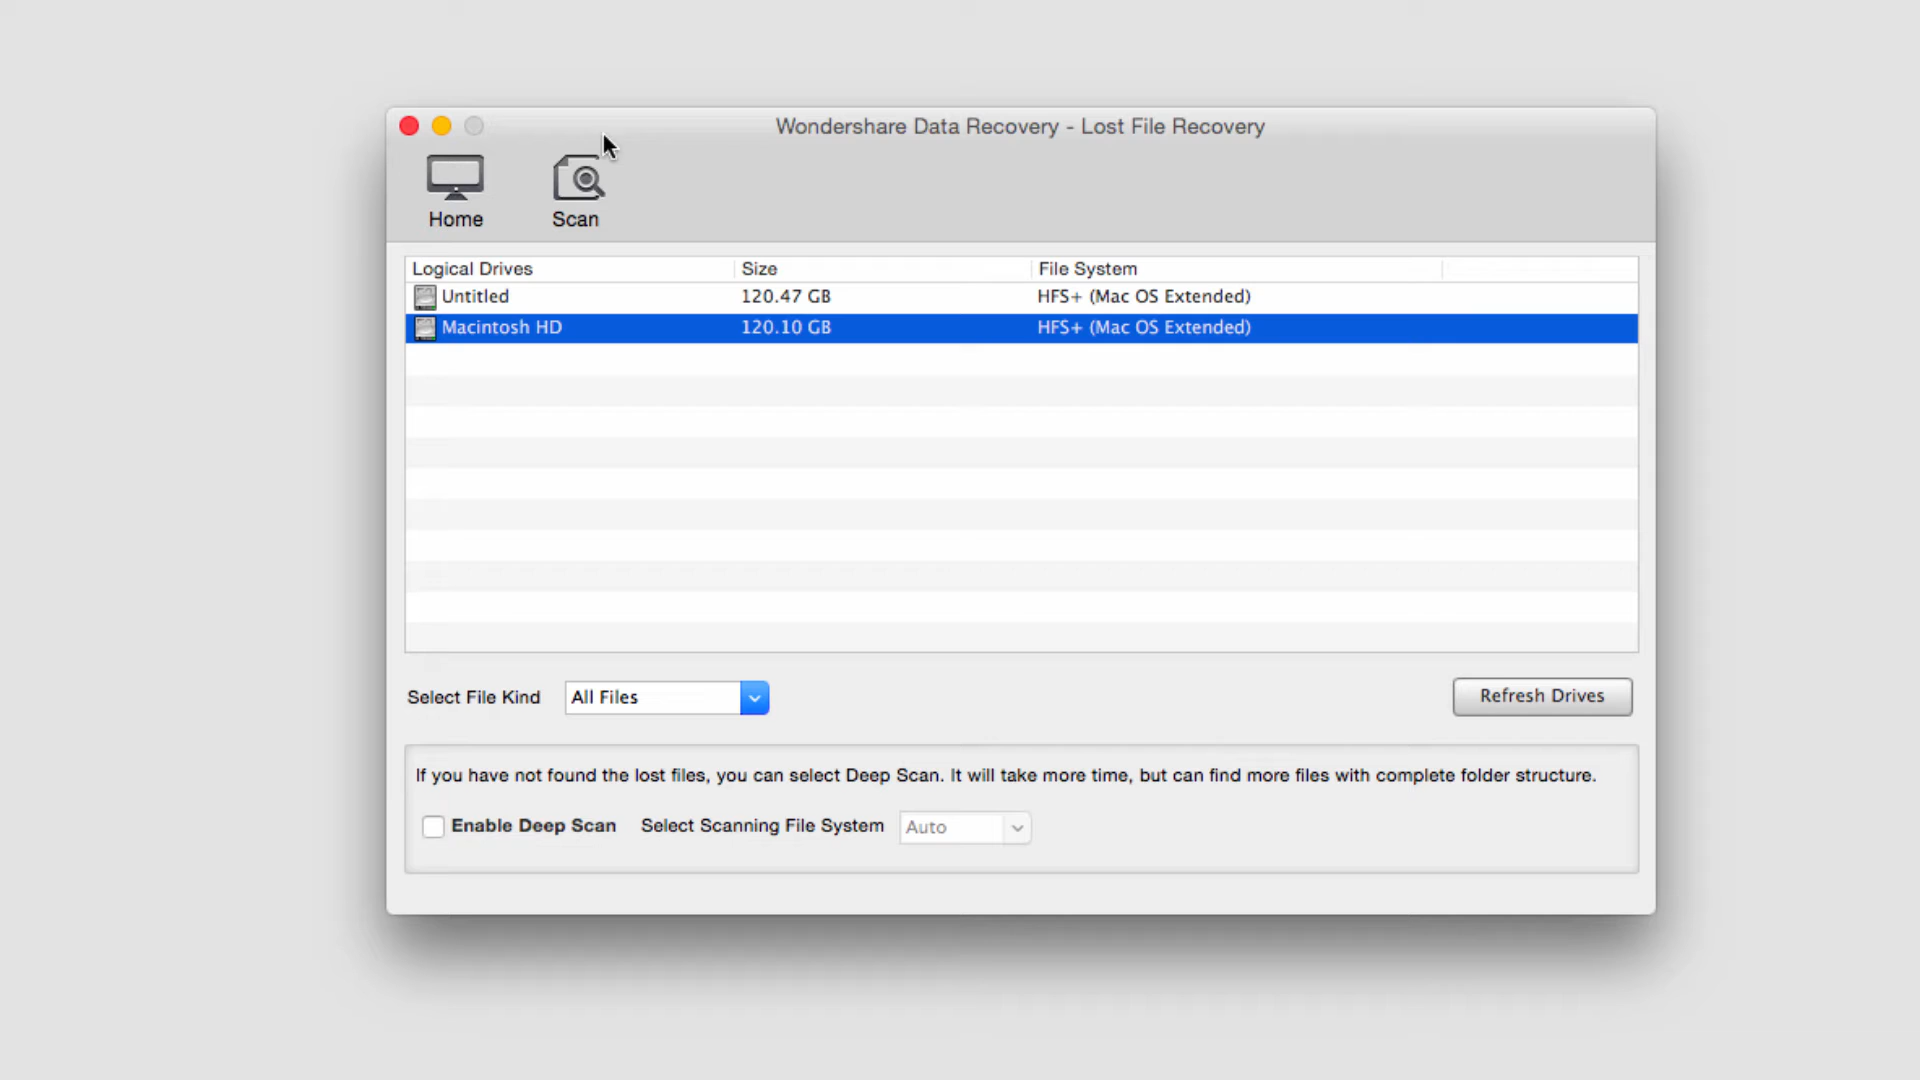 Wondershare Data Recovery - Lost File Recovery
Home Scan
Logical Drives Size File System
Untitled 120.47 GB HFS+ (Mac OS Extended)
Macintosh HD 120.10 GB HFS+ (Mac OS Extended)
Select File Kind All Files Refresh Drives
If you have not found the lost files, you can select Deep Scan. It will take more time, but can find more files with complete folder structure.
Enable Deep Scan Select Scanning File System Auto